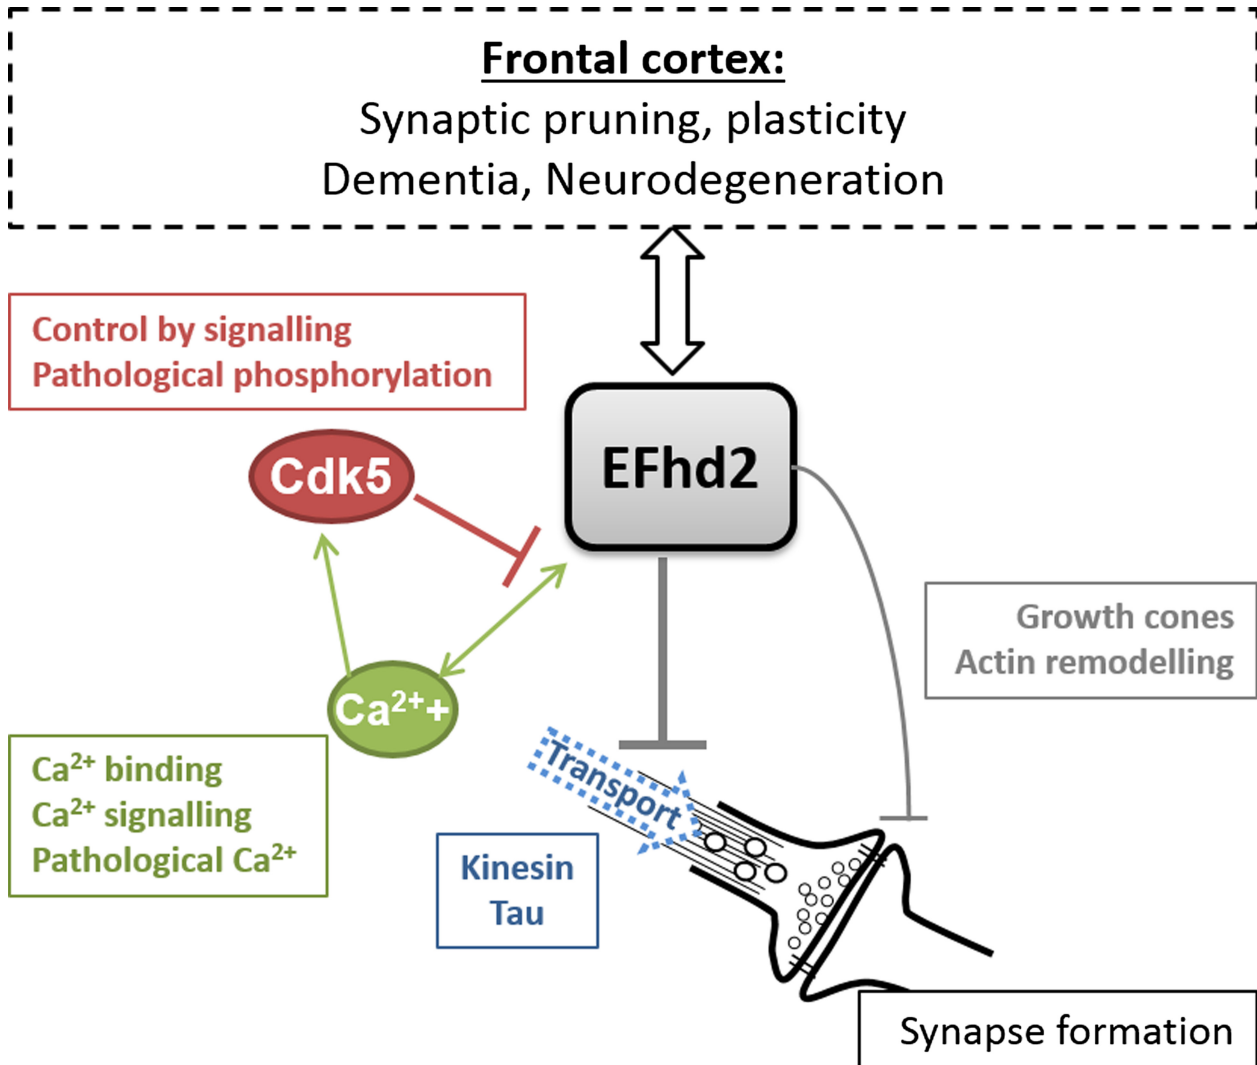 Frontal cortex:
Synaptic pruning, plasticity
Dementia, Neurodegeneration
Control by signalling
Pathological phosphorylation
Cdk5
EFhd2
Growth cones
Actin remodelling
Ca²⁺+
Ca²⁺ binding
Ca²⁺ signalling
Pathological Ca²⁺
Transport
Kinesin
Tau
Synapse formation